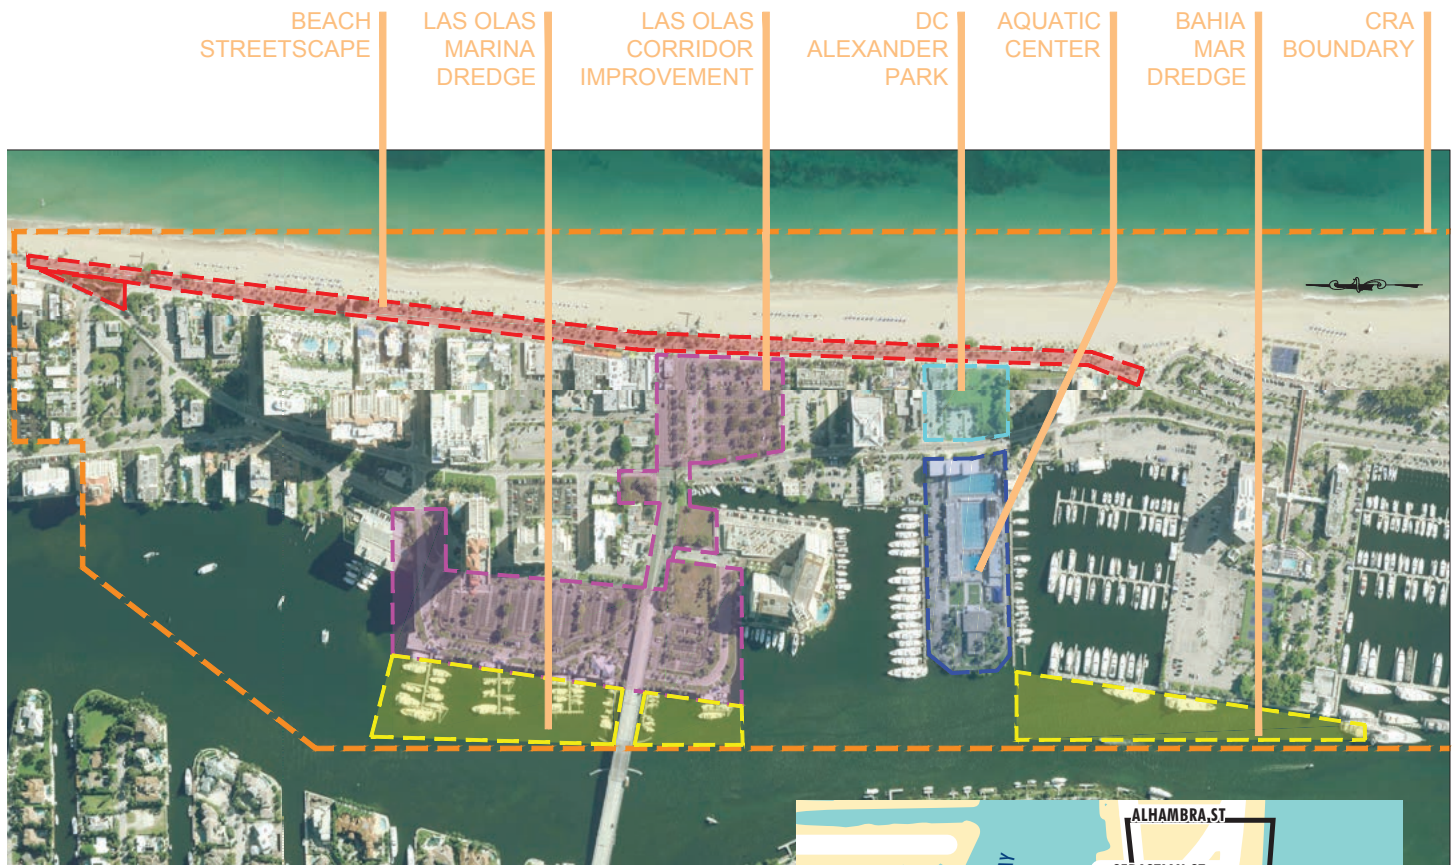 BEACH
STREETSCAPE
LAS OLAS
MARINA
DREDGE
LAS OLAS
CORRIDOR
IMPROVEMENT
DC
ALEXANDER
PARK
AQUATIC
CENTER
BAHIA
MAR
DREDGE
CRA
BOUNDARY
ALHAMBRA,ST